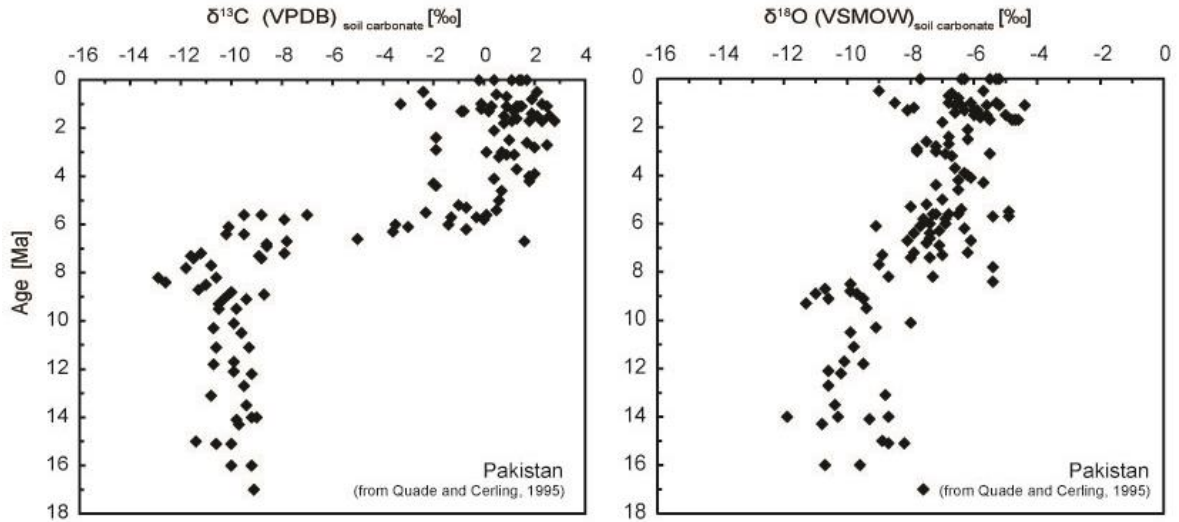 δ¹³C (VPDB) soil carbonate [‰]
-16 -14 -12 -10 -8 -6 -4 -2 0 2 4
Age [Ma]
0
2
4
6
8
10
12
14
16
18
Pakistan
(from Quade and Cerling, 1995)
δ¹⁸O (VSMOW) soil carbonate [‰]
-16 -14 -12 -10 -8 -6 -4 -2 0
0
2
4
6
8
10
12
14
16
18
Pakistan
(from Quade and Cerling, 1995)